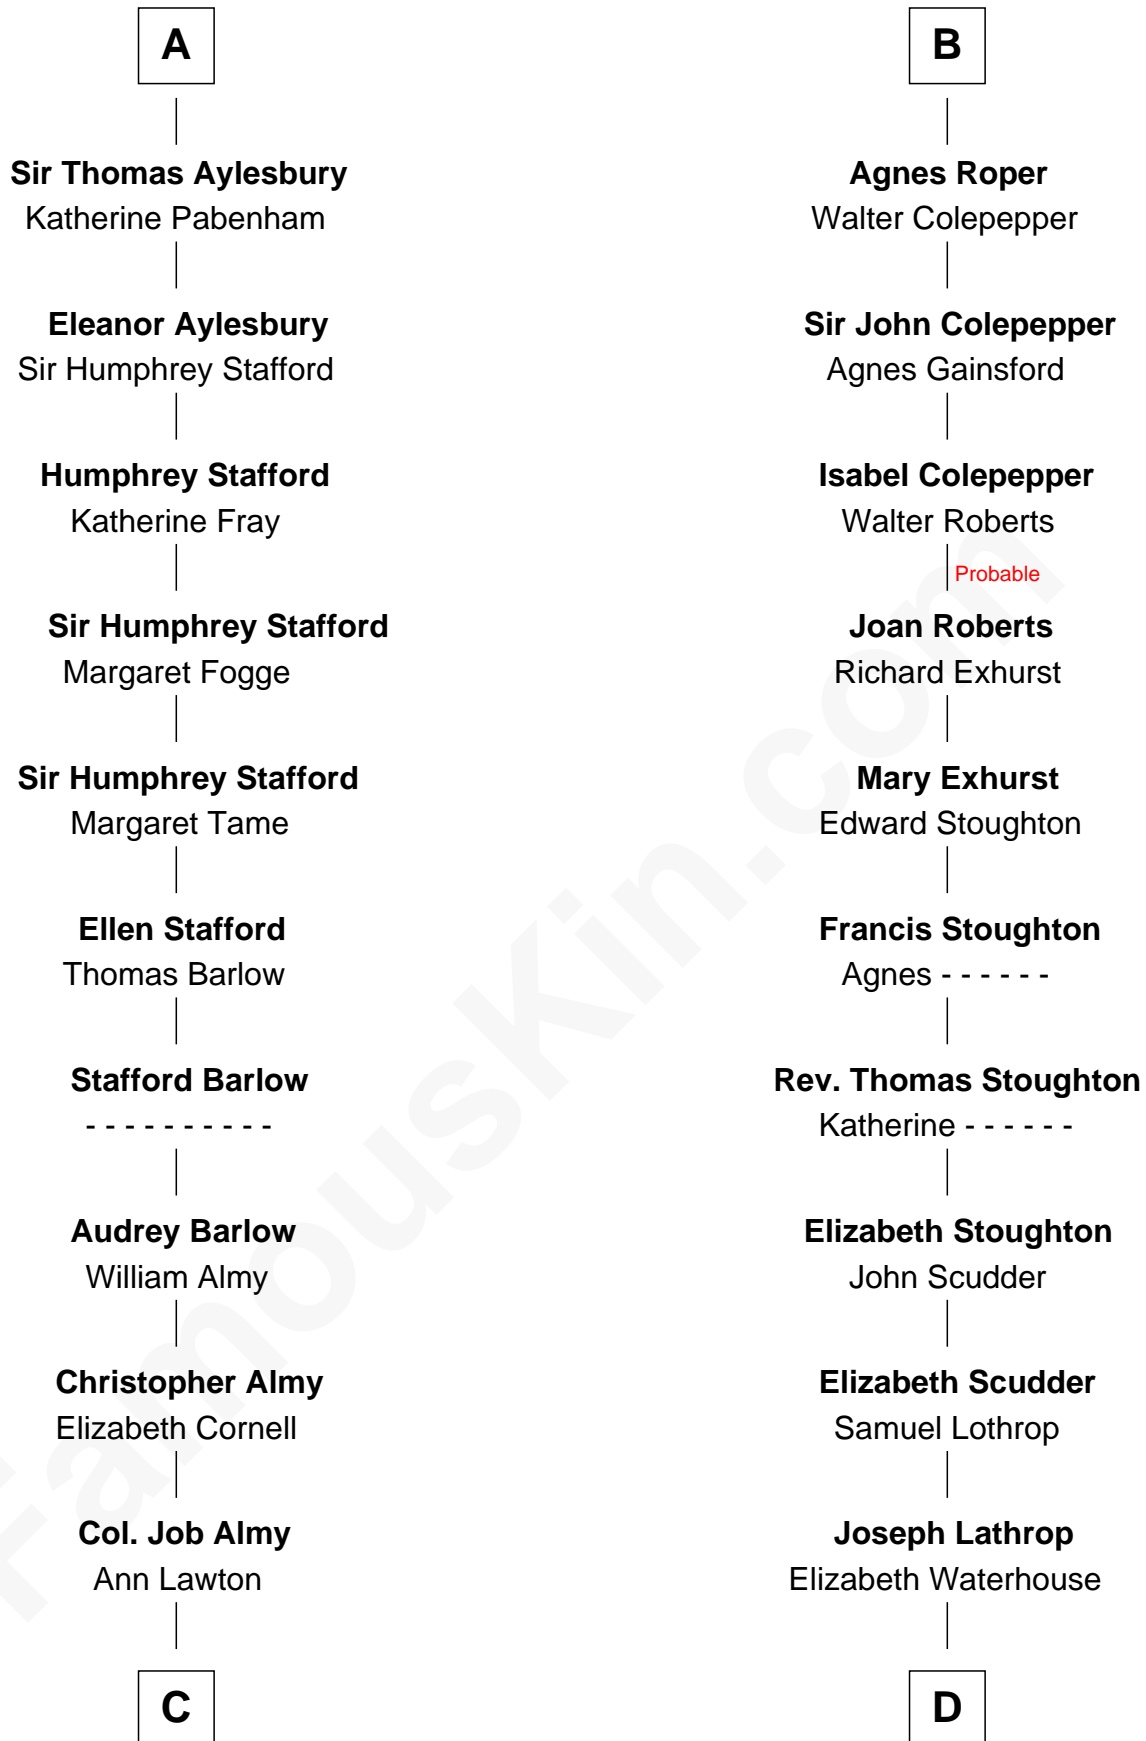 A
Sir Thomas Aylesbury
Katherine Pabenham
Eleanor Aylesbury
Sir Humphrey Stafford
Humphrey Stafford
Katherine Fray
Sir Humphrey Stafford
Margaret Fogge
Sir Humphrey Stafford
Margaret Tame
Ellen Stafford
Thomas Barlow
Stafford Barlow
- - - - - - - - - -
Audrey Barlow
William Almy
Christopher Almy
Elizabeth Cornell
Col. Job Almy
Ann Lawton
C
B
Agnes Roper
Walter Colepepper
Sir John Colepepper
Agnes Gainsford
Isabel Colepepper
Walter Roberts
Probable
Joan Roberts
Richard Exhurst
Mary Exhurst
Edward Stoughton
Francis Stoughton
Agnes - - - - - -
Rev. Thomas Stoughton
Katherine - - - - - -
Elizabeth Stoughton
John Scudder
Elizabeth Scudder
Samuel Lothrop
Joseph Lathrop
Elizabeth Waterhouse
D
FamousKin.com